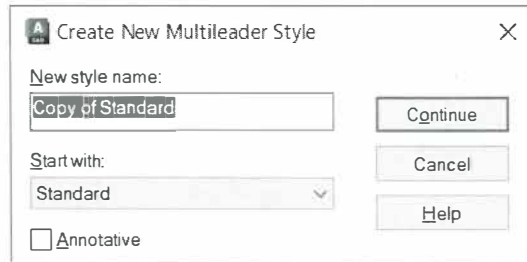 Create New Multileader Style
New style name:
Copy of Standard
Continue
Start with:
Cancel
Standard
Help
Annotative